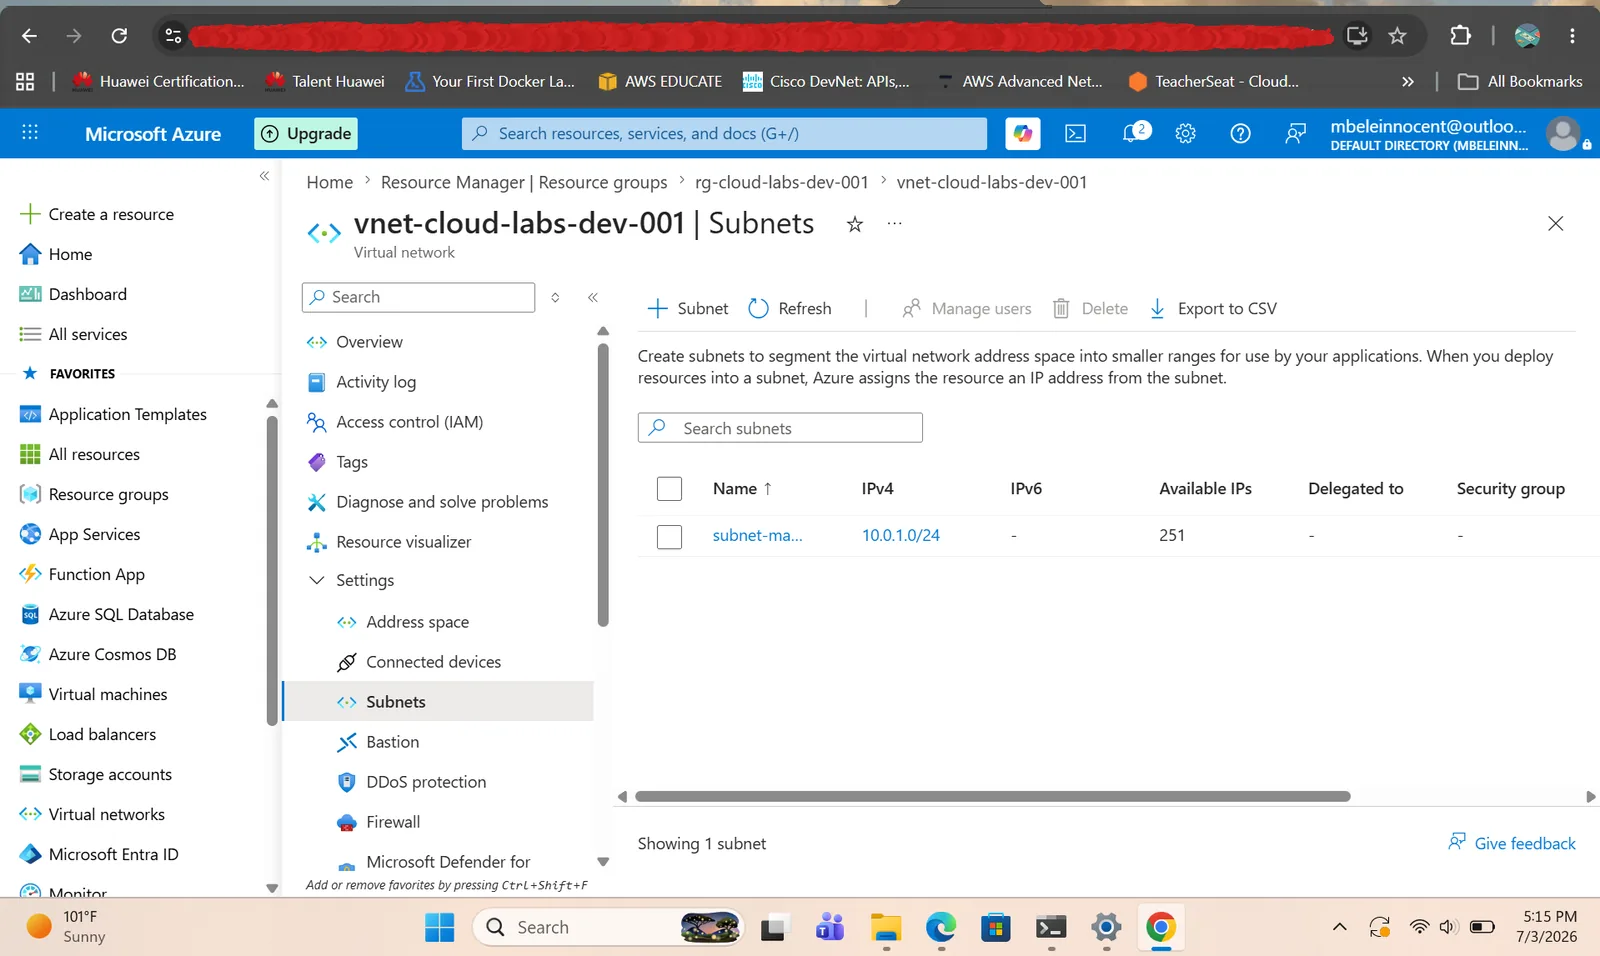 Huawei Certification...
Talent Huawei
Your First Docker La...
AWS EDUCATE
Cisco DevNet: APIs,...
AWS Advanced Net...
TeacherSeat - Cloud...
»
All Bookmarks
Microsoft Azure
Upgrade
Search resources, services, and docs (G+/)
2
mbeleinnocent@outloo...
DEFAULT DIRECTORY (MBELEINN...
Create a resource
Home
Dashboard
All services
FAVORITES
Application Templates
All resources
Resource groups
App Services
Function App
Azure SQL Database
Azure Cosmos DB
Virtual machines
Load balancers
Storage accounts
Virtual networks
Microsoft Entra ID
Monitor
Home > Resource Manager | Resource groups > rg-cloud-labs-dev-001 > vnet-cloud-labs-dev-001
vnet-cloud-labs-dev-001 | Subnets
Virtual network
Search
Overview
Activity log
Access control (IAM)
Tags
Diagnose and solve problems
Resource visualizer
Settings
Address space
Connected devices
Subnets
Bastion
DDoS protection
Firewall
Microsoft Defender for
Add or remove favorites by pressing Ctrl+Shift+F
Subnet
Refresh
Manage users
Delete
Export to CSV
Create subnets to segment the virtual network address space into smaller ranges for use by your applications. When you deploy
resources into a subnet, Azure assigns the resource an IP address from the subnet.
Search subnets
Name ↑ IPv4 IPv6 Available IPs Delegated to Security group
subnet-ma... 10.0.1.0/24 - 251 - -
Showing 1 subnet
Give feedback
101°F
Sunny
Search
5:15 PM
7/3/2026